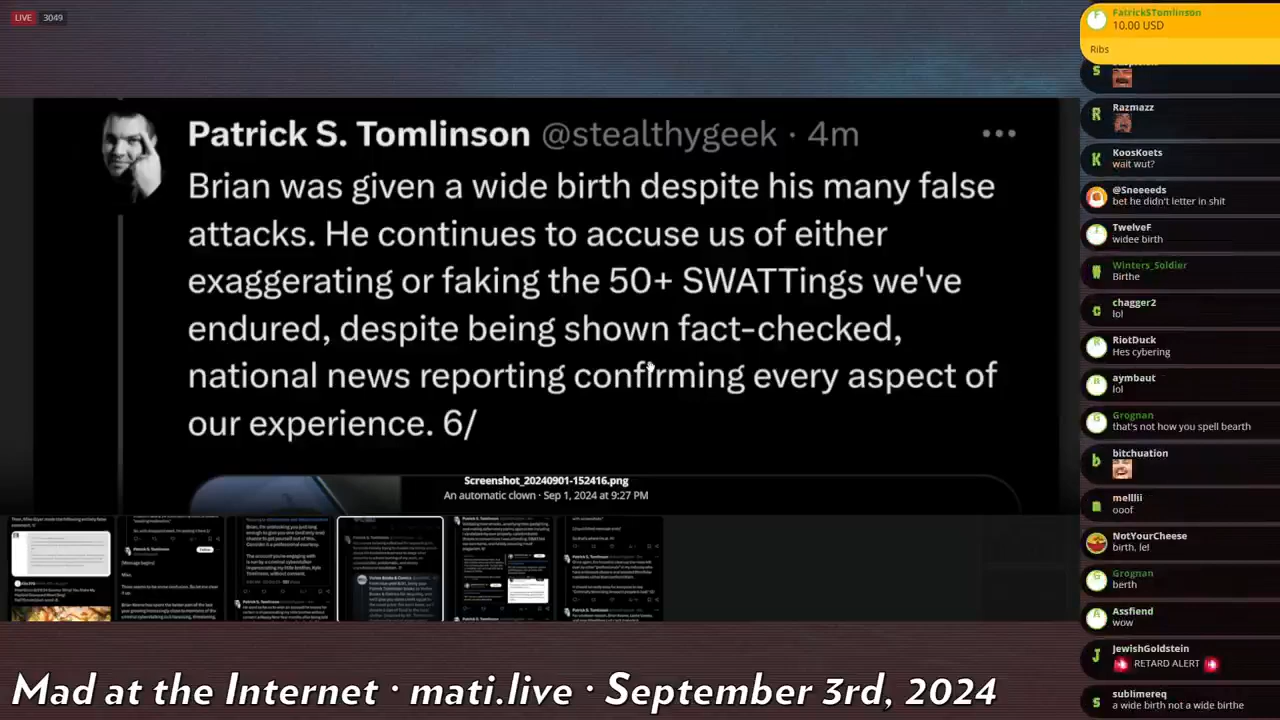 LIVE 3049
Patrick S. Tomlinson @stealthygeek · 4m
Brian was given a wide birth despite his many false
attacks. He continues to accuse us of either
exaggerating or faking the 50+ SWATTings we've
endured, despite being shown fact-checked,
national news reporting confirming every aspect of
our experience. 6/
Screenshot_20240901-152416.png
An automatic clown · Sep 1, 2024 at 9:27 PM
Mad at the Internet · mati.live · September 3rd, 2024
PatrickSTomlinson
10.00 USD
Ribs
Razmazz
KoosKoets
wait wut?
@Sneeeeds
bet he didn't letter in shit
TwelveF
widee birth
Winters_Soldier
Birthe
chagger2
lol
RiotDuck
Hes cybering
aymbaut
lol
Grognan
that's not how you spell bearth
bitchuation
melllii
ooof
NotYourCheese
birth, lel
Grognan
berth
Assfiend
wow
JewishGoldstein
RETARD ALERT
sublimereq
a wide birth not a wide birthe